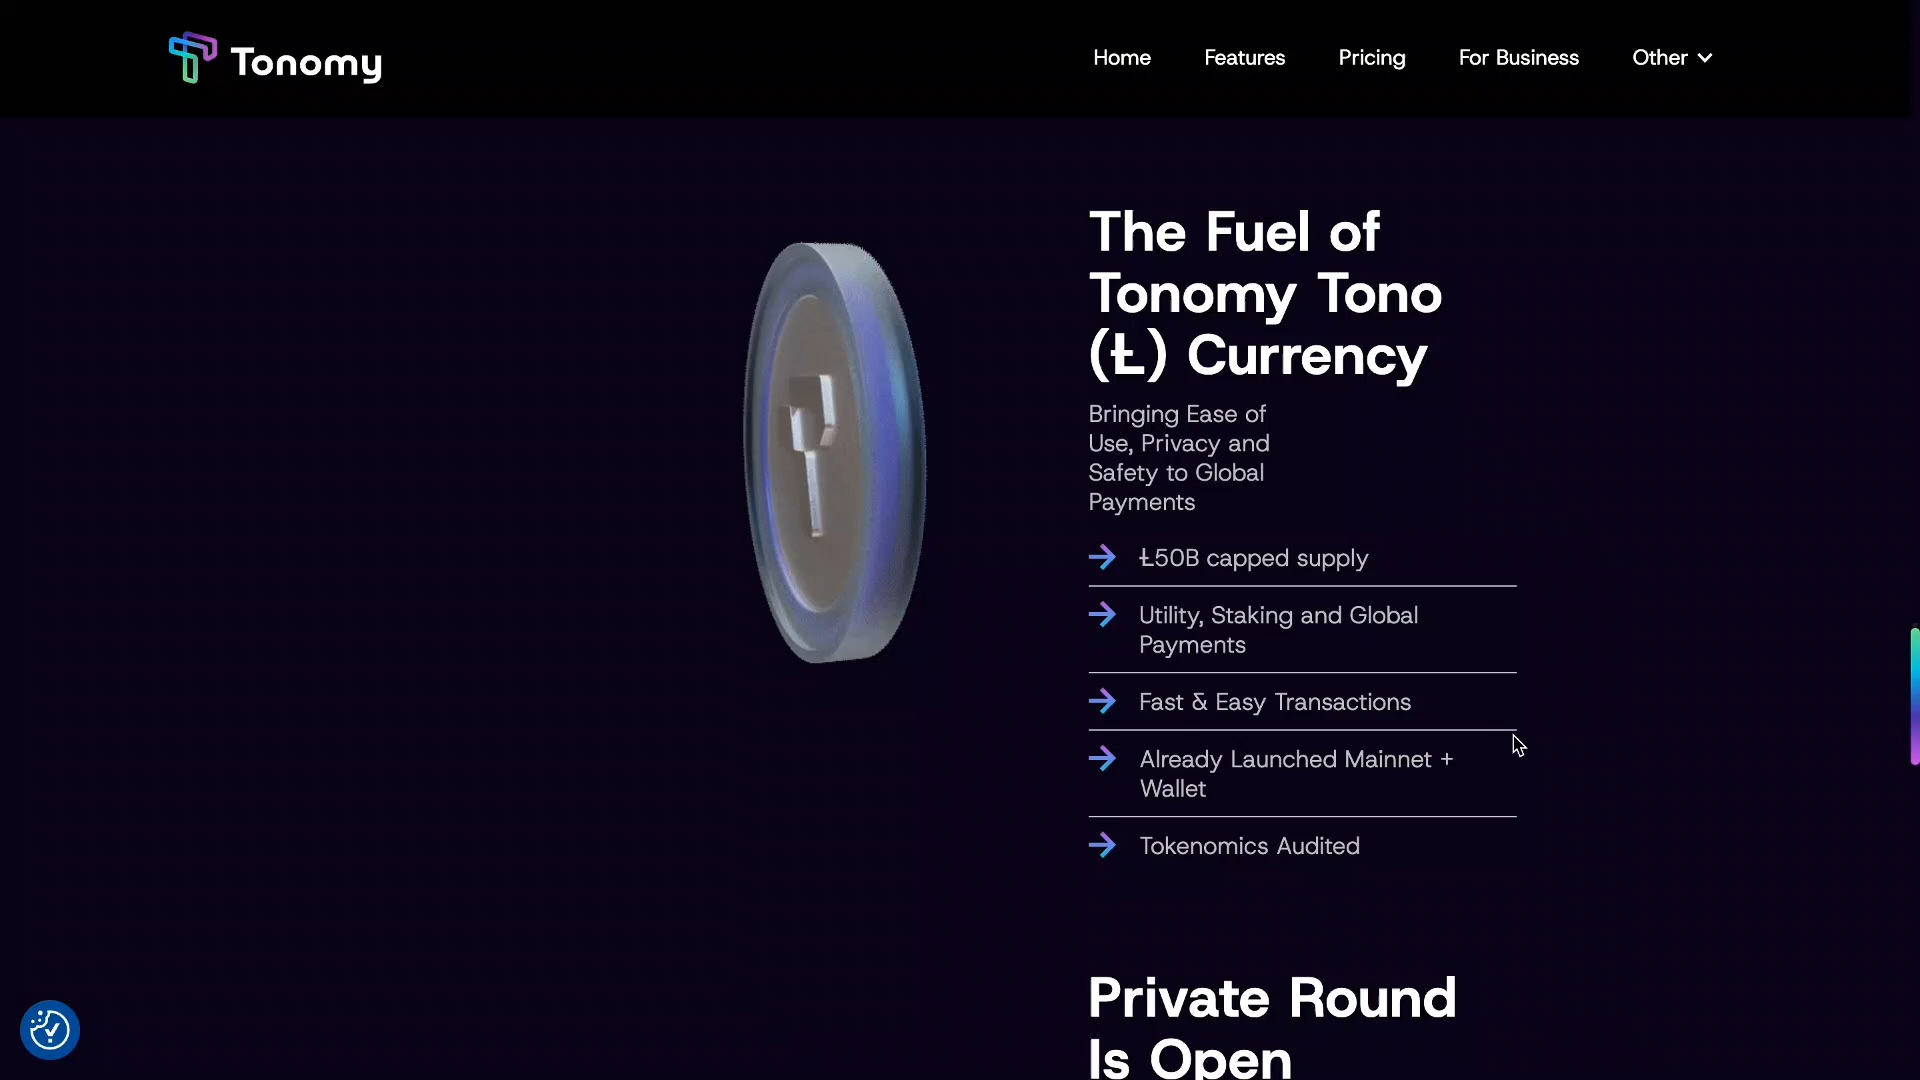 Tonomy
Home
Features
Pricing
For Business
Other
The Fuel of
Tonomy Tono
(Ł) Currency
Bringing Ease of
Use, Privacy and
Safety to Global
Payments
Ł50B capped supply
Utility, Staking and Global
Payments
Fast & Easy Transactions
Already Launched Mainnet +
Wallet
Tokenomics Audited
Private Round
Is Open